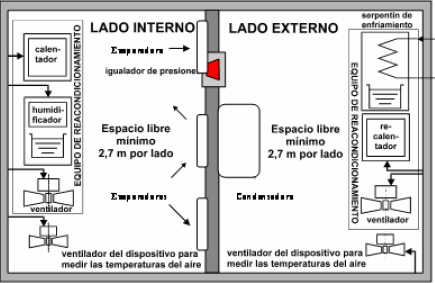 LADO INTERNO
LADO EXTERNO
serpentín de
enfriamiento
calen-
tador
Evaporadora
igualador de presione
humidi-
ficador
EQUIPO DE REACONDICIONAMIENTO
Espacio libre
mínimo
2,7 m por lado
Espacio libre
mínimo
2,7 m por lado
re-
calen-
tador
EQUIPO DE REACONDICIONAMIENTO
ventilador
Evaporadoras
Condensadora
ventilador
ventilador del dispositivo para
medir las temperaturas del aire
ventilador del dispositivo para
medir las temperaturas del aire